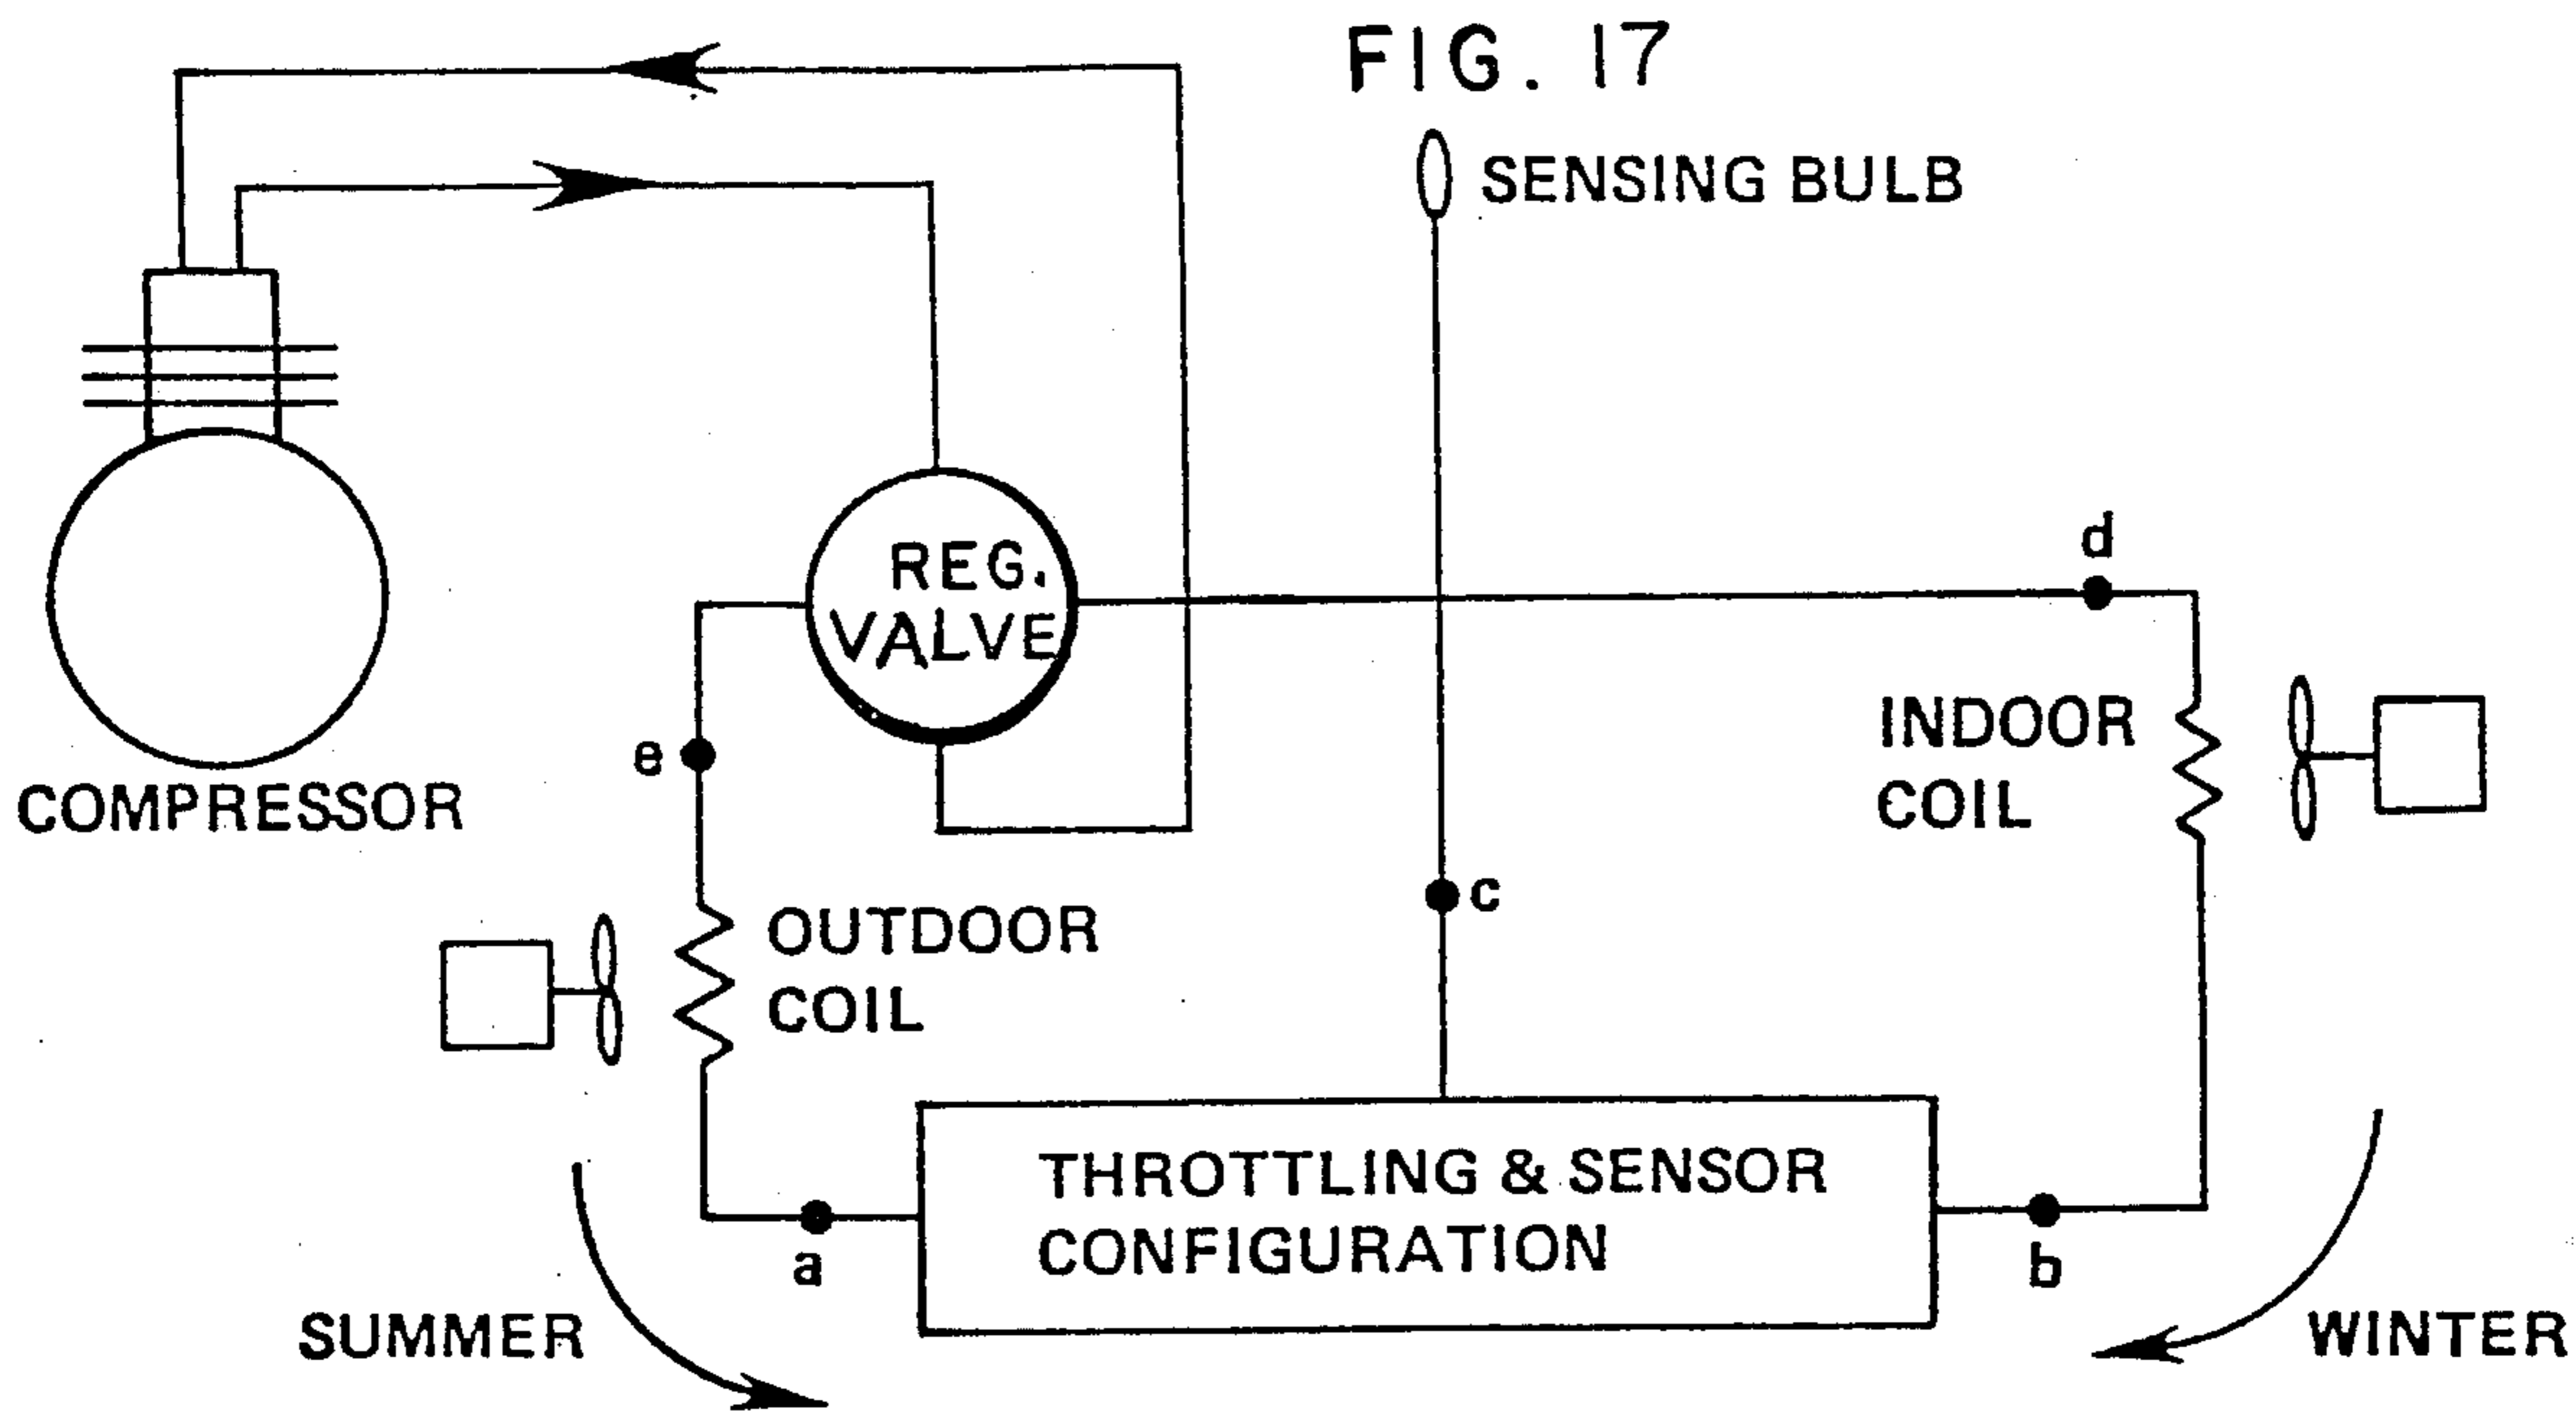 FIG. 17
SENSING BULB
REG.
VALVE
d
e
INDOOR
COIL
COMPRESSOR
c
OUTDOOR
COIL
THROTTLING & SENSOR
CONFIGURATION
a
b
SUMMER
WINTER